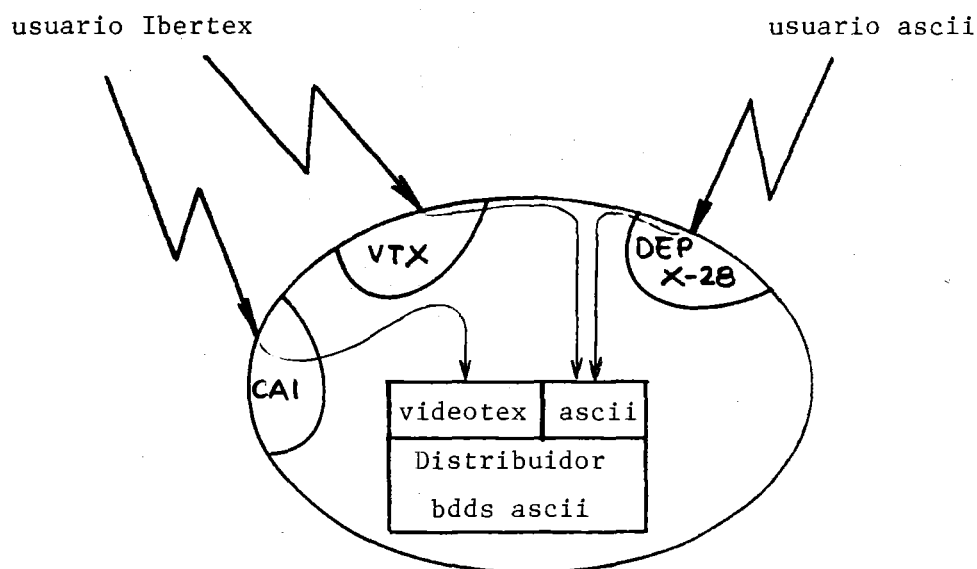 usuario Ibertex
usuario ascii
VTX
DEP
X-28
CAI
videotex
ascii
Distribuidor
bdds ascii